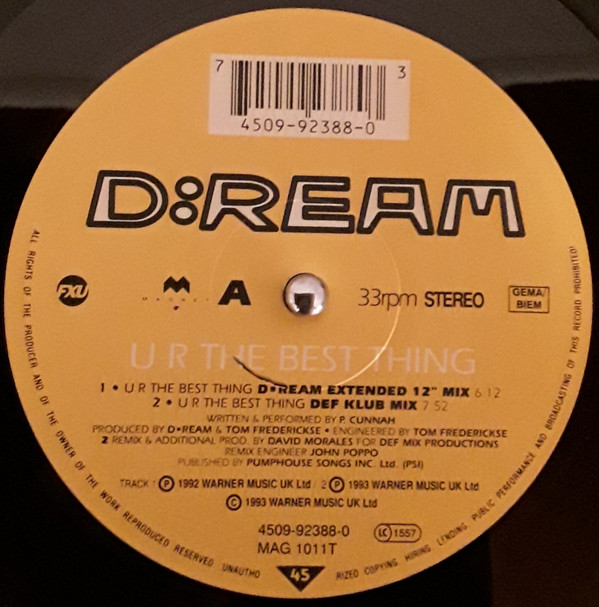 7 3
4509-92388-0
D:REAM
FXU
MAGNET
A
33rpm STEREO
GEMA/
BIEM
U R THE BEST THING
1 • U R THE BEST THING D:REAM EXTENDED 12" MIX 6 12
2 • U R THE BEST THING DEF KLUB MIX 7 52
WRITTEN & PERFORMED BY P. CUNNAH
PRODUCED BY D:REAM & TOM FREDERICKSE • ENGINEERED BY TOM FREDERICKSE
2 REMIX & ADDITIONAL PROD. BY DAVID MORALES FOR DEF MIX PRODUCTIONS
REMIX ENGINEER JOHN POPPO
PUBLISHED BY PUMPHOUSE SONGS INC. Ltd. (PSI)
TRACK 1 Ⓟ 1992 WARNER MUSIC UK Ltd / 2 Ⓟ 1993 WARNER MUSIC UK Ltd
© 1993 WARNER MUSIC UK Ltd
4509-92388-0
LC 1557
MAG 1011T
45
ALL RIGHTS OF THE PRODUCER AND OF THE OWNER OF THE WORK REPRODUCED RESERVED UNAUTHO
RIZED COPYING HIRING LENDING PUBLIC PERFORMANCE AND BROADCASTING OF THIS RECORD PROHIBITED!